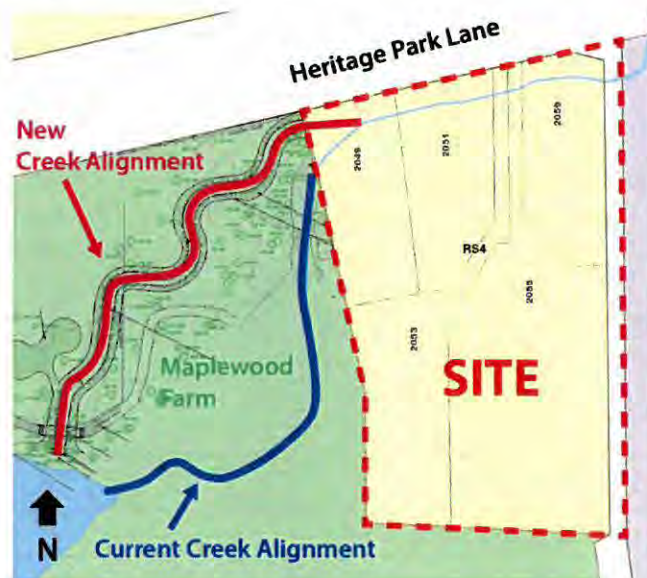 Heritage Park Lane
New
Creek Alignment
2049
2051
2059
RS4
2055
2053
Maplewood
Farm
SITE
N
Current Creek Alignment